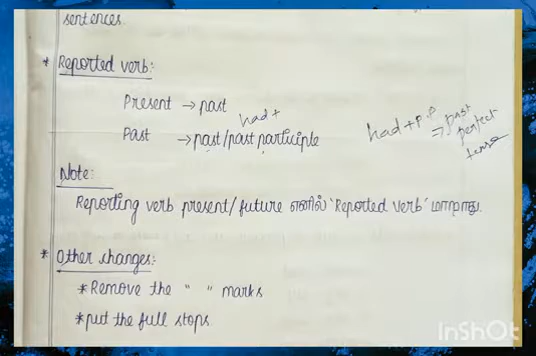 sentences.
* Reported verb:
Present → past
had +
Past → past/past participle
had + p.p
⇒ past
perfect
tense
Note:
Reporting verb present/future எனில் 'Reported verb' மாறாது.
* Other changes:
* Remove the " " marks
* put the full stops
InShOt